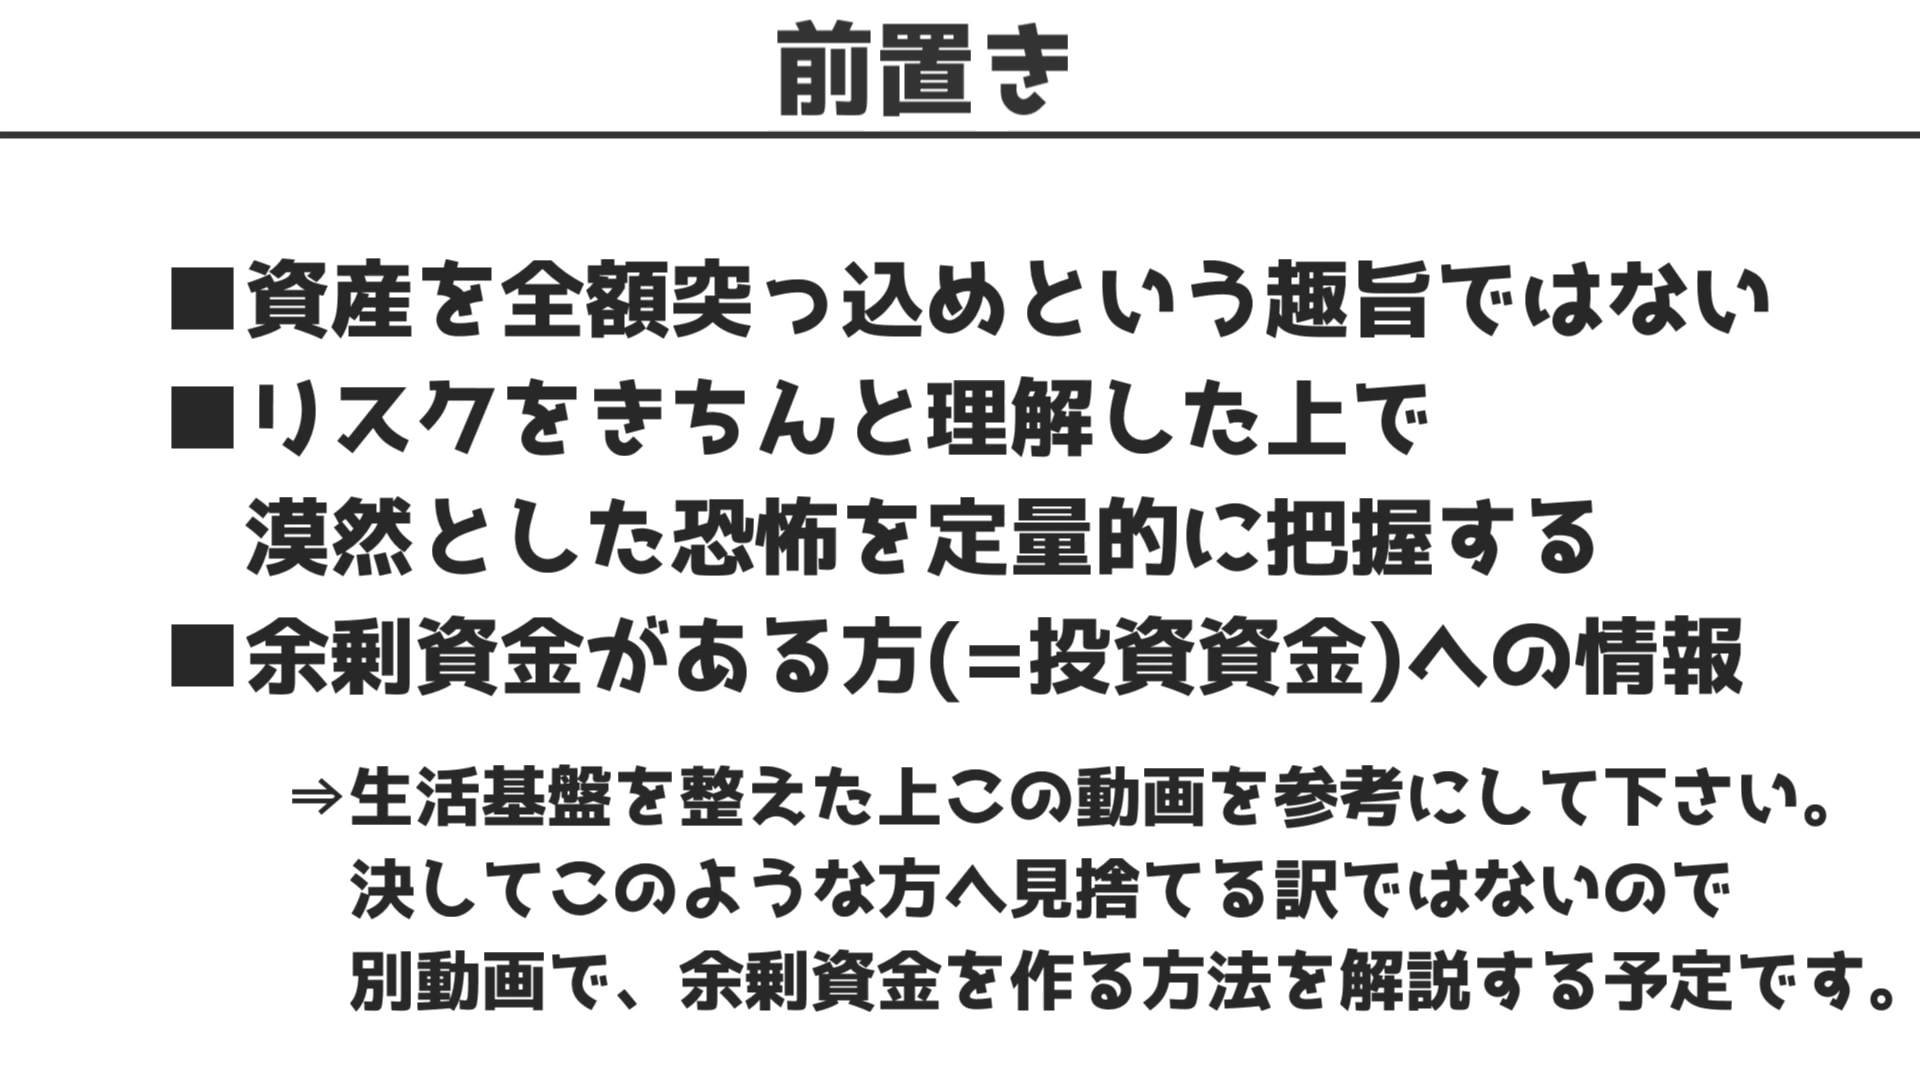 前置き
■資産を全額突っ込めという趣旨ではない
■リスクをきちんと理解した上で
漠然とした恐怖を定量的に把握する
■余剰資金がある方(=投資資金)への情報
⇒生活基盤を整えた上この動画を参考にして下さい。
決してこのような方へ見捨てる訳ではないので
別動画で、余剰資金を作る方法を解説する予定です。